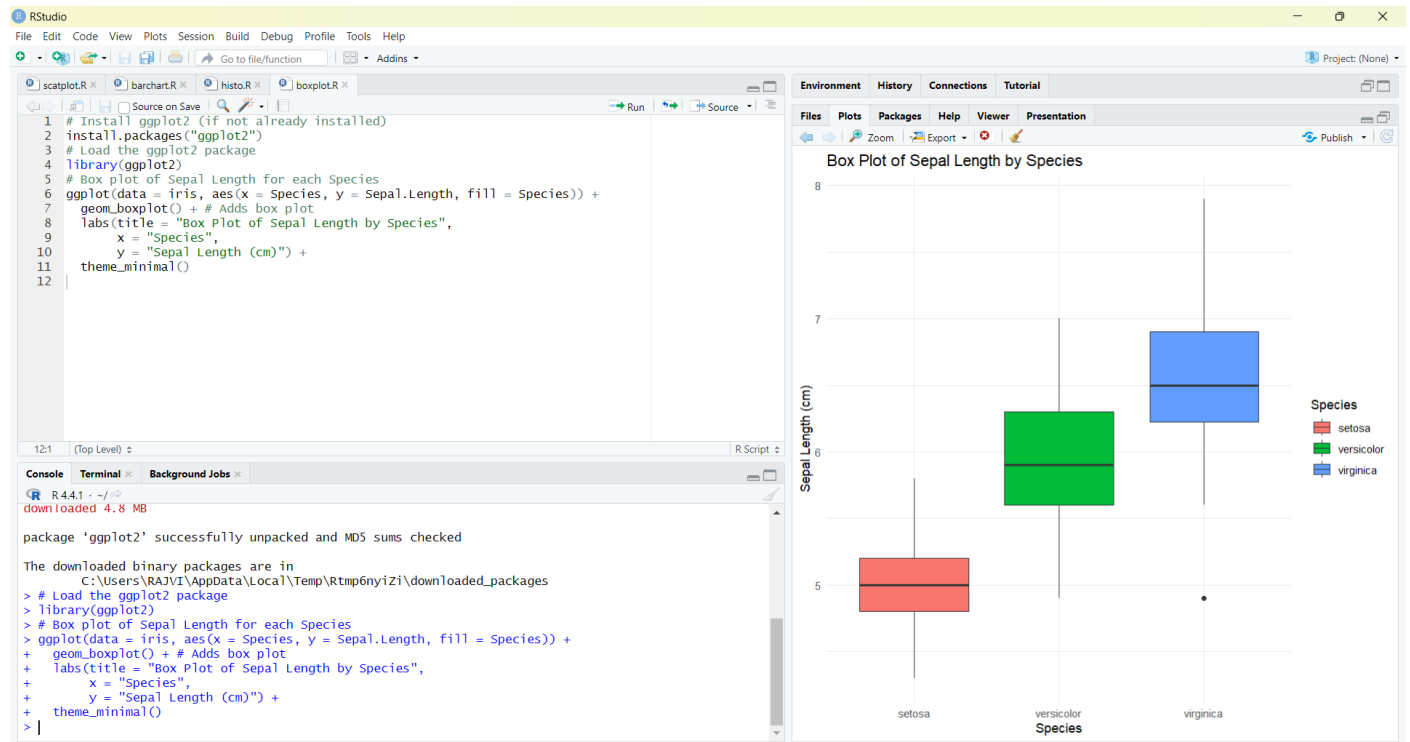 RStudio
File Edit Code View Plots Session Build Debug Profile Tools Help
Go to file/function Addins Project: (None)
scatplot.R × barchart.R × histo.R × boxplot.R ×
Source on Save Run Source
1 # Install ggplot2 (if not already installed)
2 install.packages("ggplot2")
3 # Load the ggplot2 package
4 library(ggplot2)
5 # Box plot of Sepal Length for each Species
6 ggplot(data = iris, aes(x = Species, y = Sepal.Length, fill = Species)) +
7   geom_boxplot() + # Adds box plot
8   labs(title = "Box Plot of Sepal Length by Species",
9        x = "Species",
10        y = "Sepal Length (cm)") +
11   theme_minimal()
12
12:1 (Top Level) R Script
Console Terminal × Background Jobs ×
R R 4.4.1 · ~/
downloaded 4.8 MB
package ‘ggplot2’ successfully unpacked and MD5 sums checked
The downloaded binary packages are in
        C:\Users\RAJVI\AppData\Local\Temp\Rtmp6nyiZi\downloaded_packages
> # Load the ggplot2 package
> library(ggplot2)
> # Box plot of Sepal Length for each Species
> ggplot(data = iris, aes(x = Species, y = Sepal.Length, fill = Species)) +
+   geom_boxplot() + # Adds box plot
+   labs(title = "Box Plot of Sepal Length by Species",
+        x = "Species",
+        y = "Sepal Length (cm)") +
+   theme_minimal()
>
Environment History Connections Tutorial
Files Plots Packages Help Viewer Presentation
Zoom Export Publish
Box Plot of Sepal Length by Species
8
7
6
5
Sepal Length (cm)
setosa versicolor virginica
Species
Species
setosa
versicolor
virginica